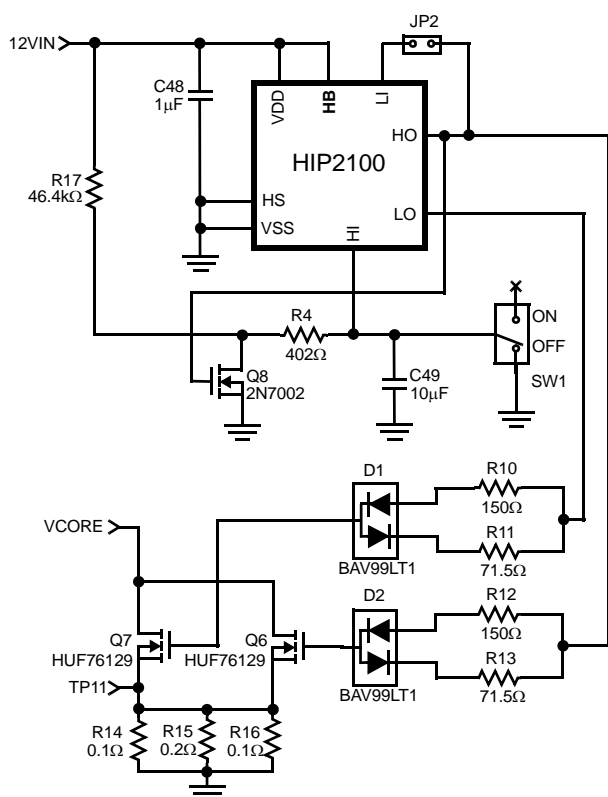 JP2
12VIN
C48
1μF
VDD
HB
LI
HIP2100
HO
R17
46.4kΩ
HS
LO
VSS
HI
R4
402Ω
ON
OFF
SW1
Q8
2N7002
C49
10μF
D1
R10
150Ω
R11
71.5Ω
BAV99LT1
VCORE
D2
R12
150Ω
R13
71.5Ω
BAV99LT1
Q7
HUF76129
Q6
HUF76129
TP11
R14
0.1Ω
R15
0.2Ω
R16
0.1Ω